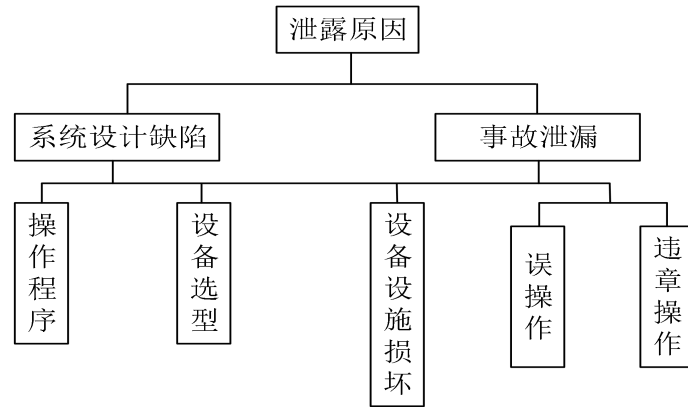 泄露原因
系统设计缺陷
事故泄漏
操作程序
设备选型
设备设施损坏
误操作
违章操作